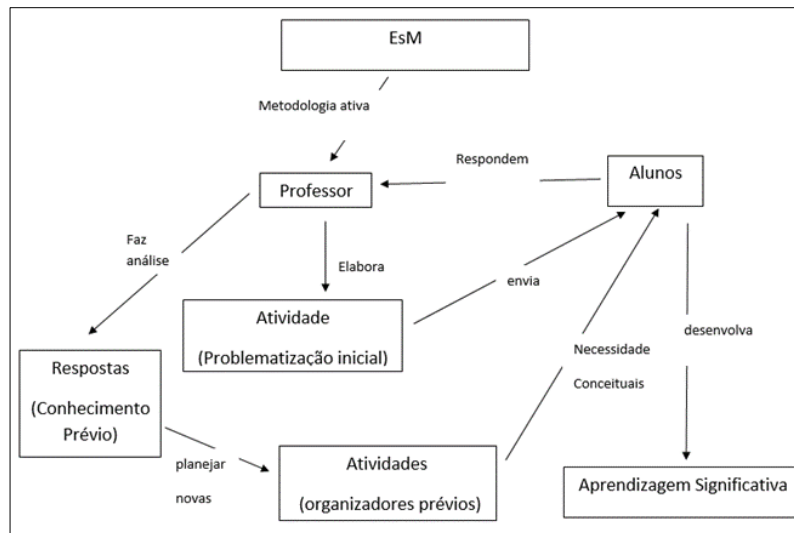 EsM
Metodologia ativa
Respondem
Alunos
Professor
Faz
análise
Elabora
envia
Atividade
(Problematização inicial)
desenvolva
Necessidade
Conceituais
Respostas
(Conhecimento
Prévio)
planejar
novas
Atividades
(organizadores prévios)
Aprendizagem Significativa